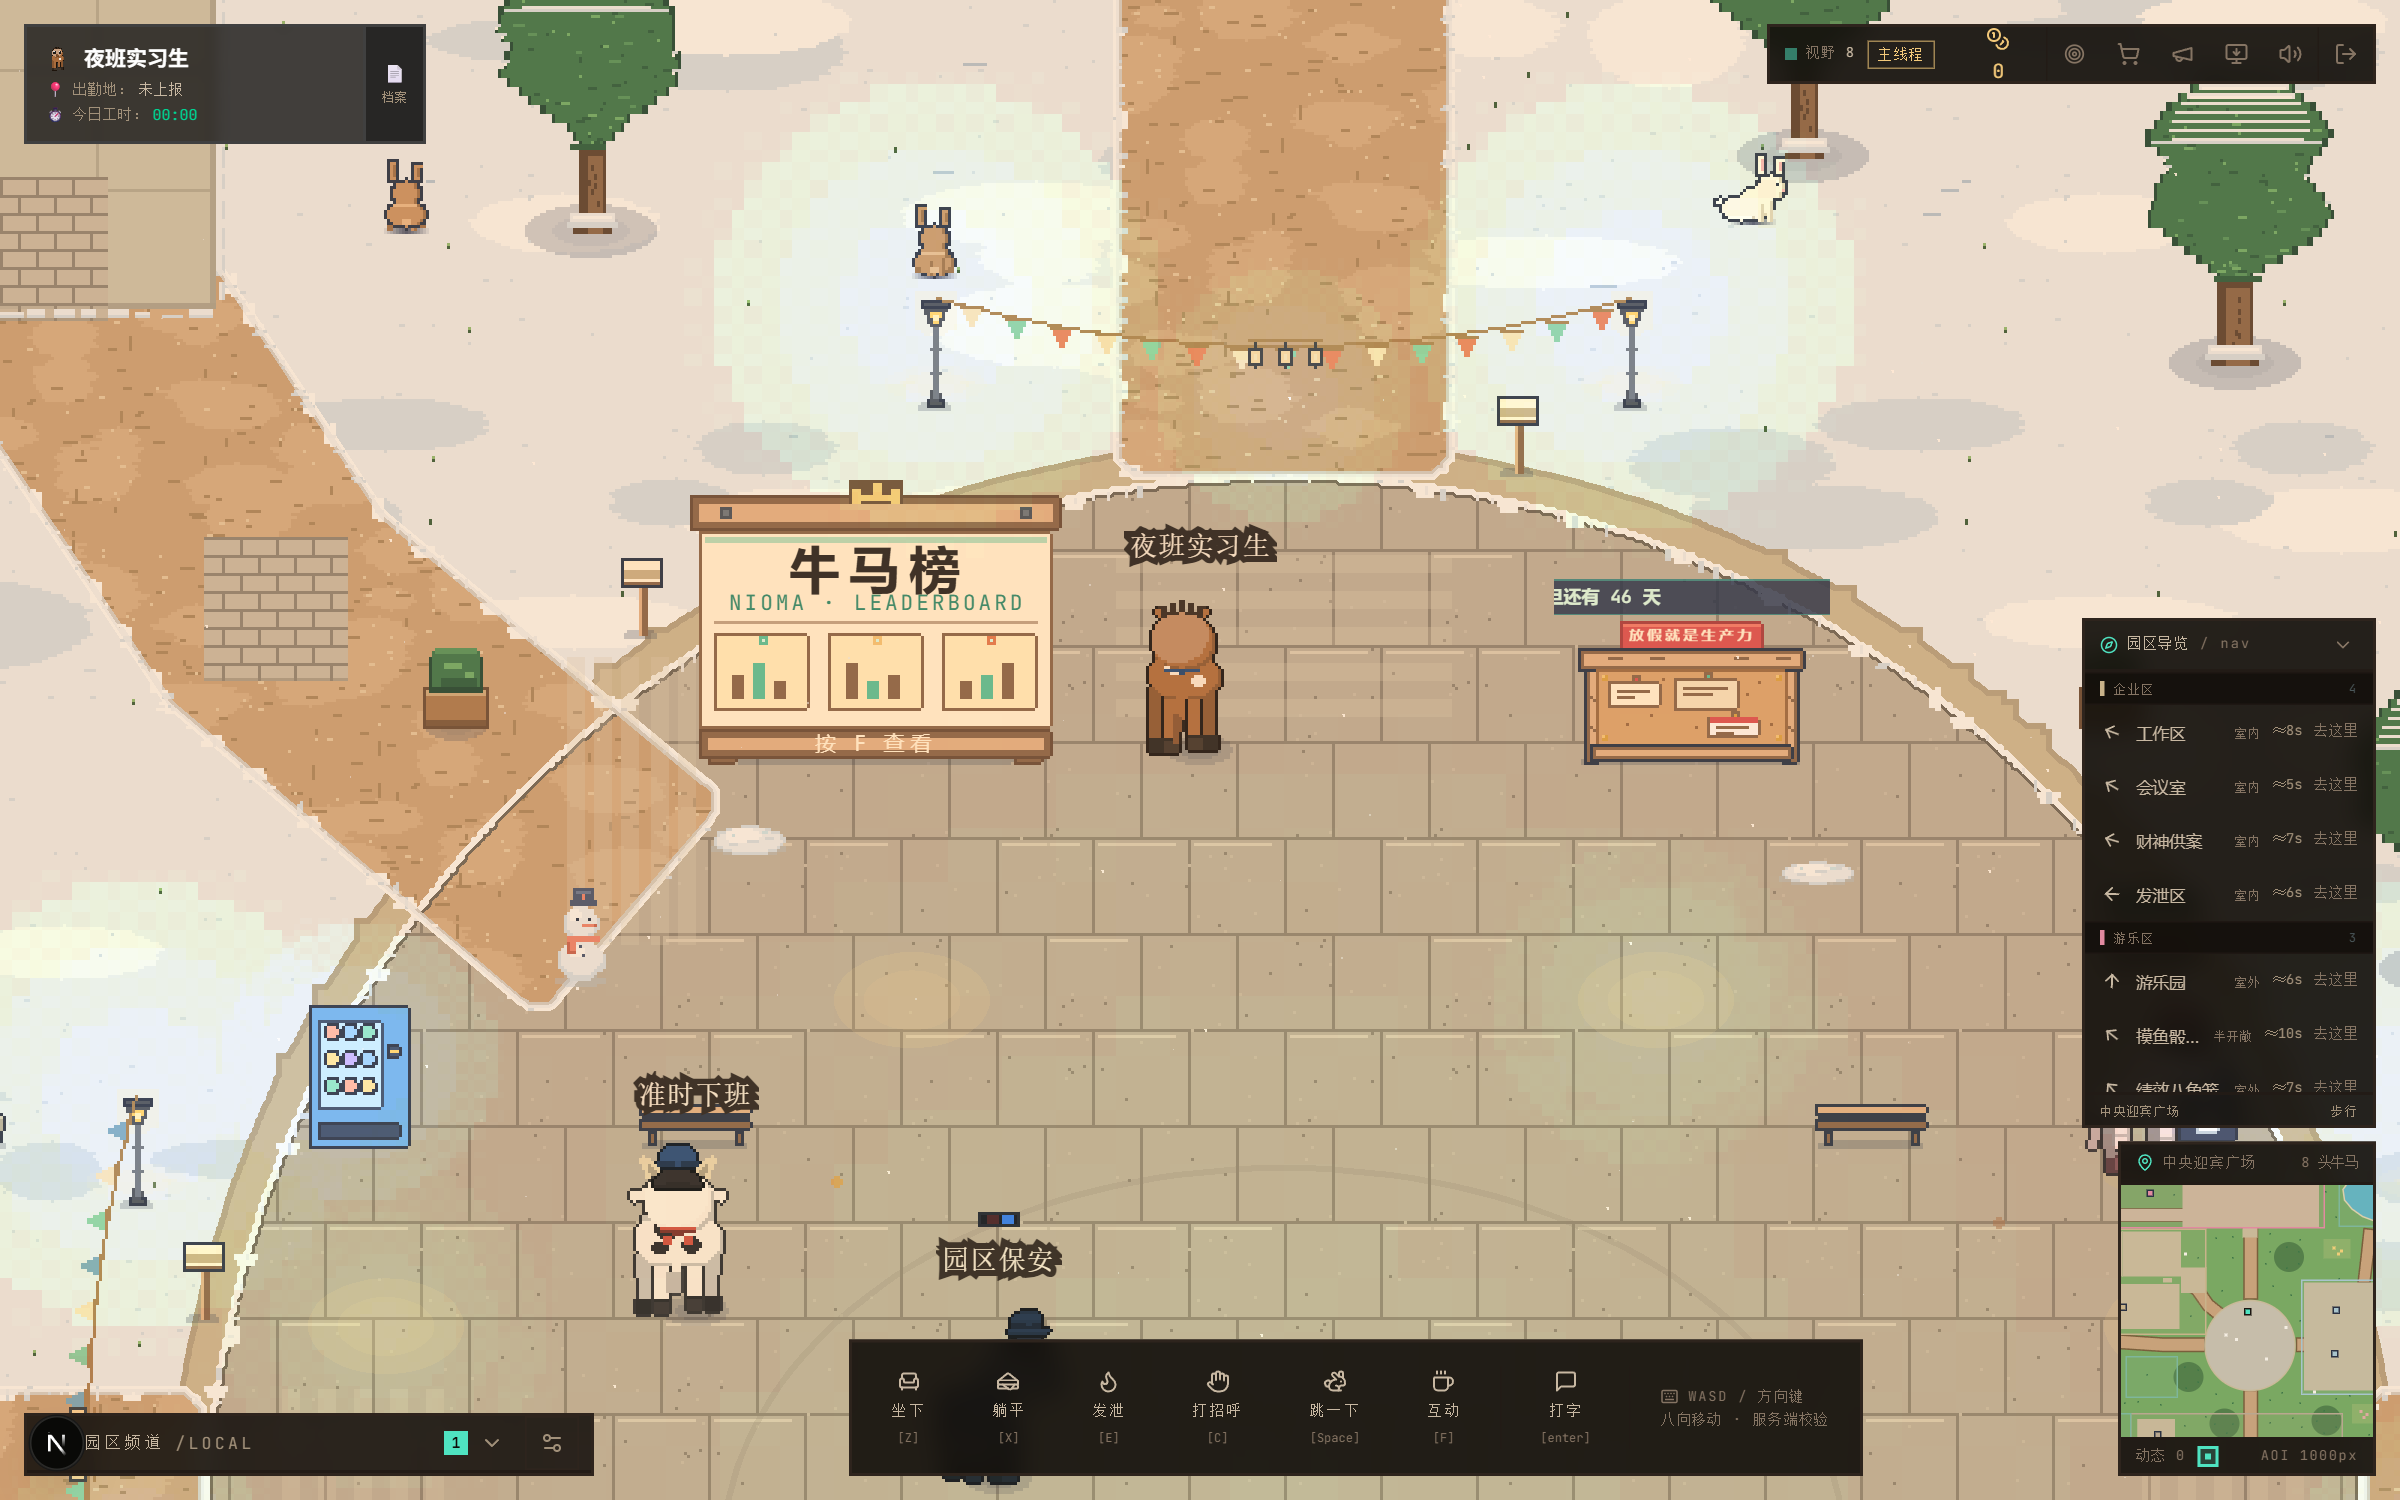 夜班实习生
出勤地: 未上报
今日工时: 00:00
档案
视野 8 主线程
0
牛马榜
NIOMA · LEADERBOARD
按 F 查看
夜班实习生
还有 46 天
放假就是生产力
准时下班
园区保安
园区导览 / nav
企业区 4
工作区 室内 ≈8s 去这里
会议室 室内 ≈5s 去这里
财神供案 室内 ≈7s 去这里
发泄区 室内 ≈6s 去这里
游乐区 3
游乐园 室外 ≈6s 去这里
摸鱼骰... 半开敞 ≈10s 去这里
绩效八角笼 室外 ≈7s 去这里
中央迎宾广场 步行
中央迎宾广场 8 头牛马
动态 0 AOI 1000px
N 园区频道 /LOCAL 1
坐下 躺平 发泄 打招呼 跳一下 互动 打字
[Z] [X] [E] [C] [Space] [F] [enter]
WASD / 方向键
八向移动 · 服务端校验